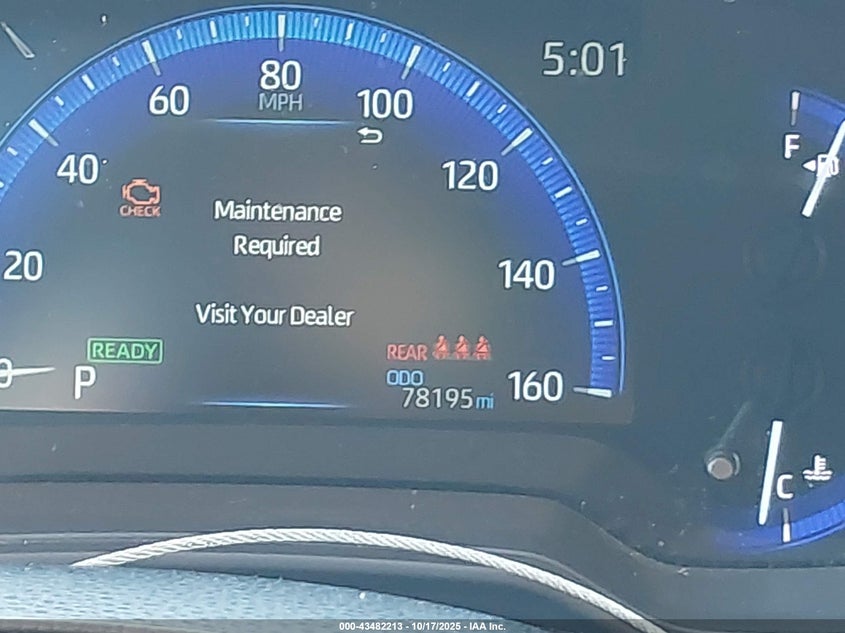 5:01
80
MPH
60
100
F
40
120
CHECK
Maintenance
Required
20
140
Visit Your Dealer
READY
REAR
0
P
ODO
78195 mi
160
C
000-43482213 - 10/17/2025 - IAA Inc.